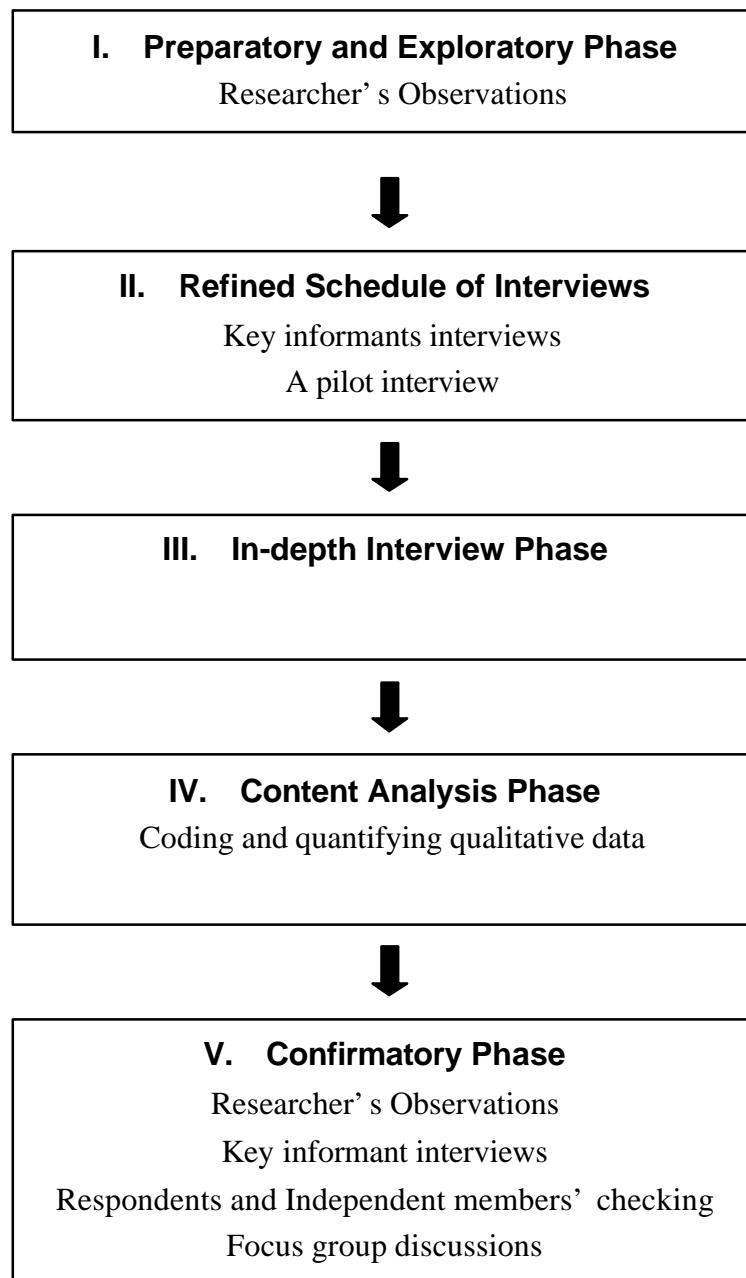 I. Preparatory and Exploratory Phase
Researcher’ s Observations
II. Refined Schedule of Interviews
Key informants interviews
A pilot interview
III. In-depth Interview Phase
IV. Content Analysis Phase
Coding and quantifying qualitative data
V. Confirmatory Phase
Researcher’ s Observations
Key informant interviews
Respondents and Independent members’ checking
Focus group discussions